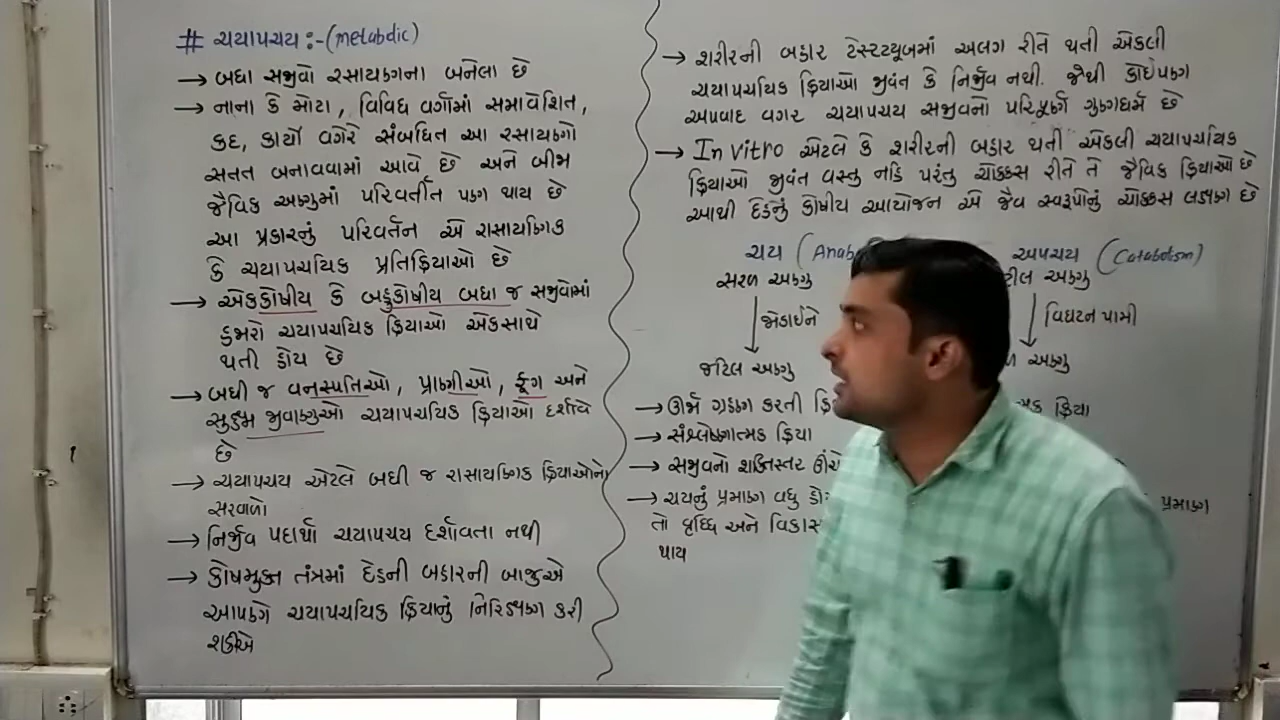 # ચયાપચય :- (metabolic)
→ બધા સજીવો રસાયણના બનેલા છે
→ નાના કે મોટા, વિવિધ વર્ગોમાં સમાવેશિત,
કદ, કાર્યો વગેરે સંબધિત આ રસાયણો
સતત બનાવવામાં આવે છે અને બીજા
જૈવિક અણુમાં પરિવર્તીત પણ થાય છે
આ પ્રકારનું પરિવર્તન એ રાસાયણિક
કે ચયાપચયિક પ્રતિક્રિયાઓ છે
→ એકકોષીય કે બહુકોષીય બધા જ સજીવોમાં
હજારો ચયાપચયિક ક્રિયાઓ એકસાથે
થતી હોય છે
→ બધી જ વનસ્પતિઓ, પ્રાણીઓ, ફૂગ અને
સુક્ષ્મ જીવાણુઓ ચયાપચયિક ક્રિયાઓ દર્શાવે
છે
→ ચયાપચય એટલે બધી જ રાસાયણિક ક્રિયાઓનો
સરવાળો
→ નિર્જીવ પદાર્થો ચયાપચય દર્શાવતા નથી
→ કોષમુક્ત તંત્રમાં દેહની બહારની બાજુએ
આપણે ચયાપચયિક ક્રિયાનું નિરિક્ષણ કરી
શકીએ
→ શરીરની બહાર ટેસ્ટટ્યૂબમાં અલગ રીતે થતી એકલી
ચયાપચયિક ક્રિયાઓ જીવંત કે નિર્જીવ નથી. જેથી કોઈપણ
અપવાદ વગર ચયાપચય સજીવનો પરિપૂર્ણ ગુણધર્મ છે
→ In vitro એટલે કે શરીરની બહાર થતી એકલી ચયાપચયિક
ક્રિયાઓ જીવંત વસ્તુ નહિ પરંતુ ચોક્કસ રીતે તે જૈવિક ક્રિયાઓ છે
આથી દેહનું કોષીય આયોજન એ જૈવ સ્વરૂપોનું ચોક્કસ લક્ષણ છે
ચય (Anab
સરળ અણુ
↓ જોડાઈને
જટિલ અણુ
→ ઊર્જા ગ્રહણ કરતી ક્રિ
→ સંશ્લેષણાત્મક ક્રિયા
→ સજીવનો શક્તિસ્તર ઊંચો
→ ચયનું પ્રમાણ વધુ હોય
તો વૃધ્ધિ અને વિકાસ
થાય
અપચય (Catabolism)
ટીલ અણુ
↓ વિઘટન પામી
અણુ
ક્રિયા
પ્રમાણ